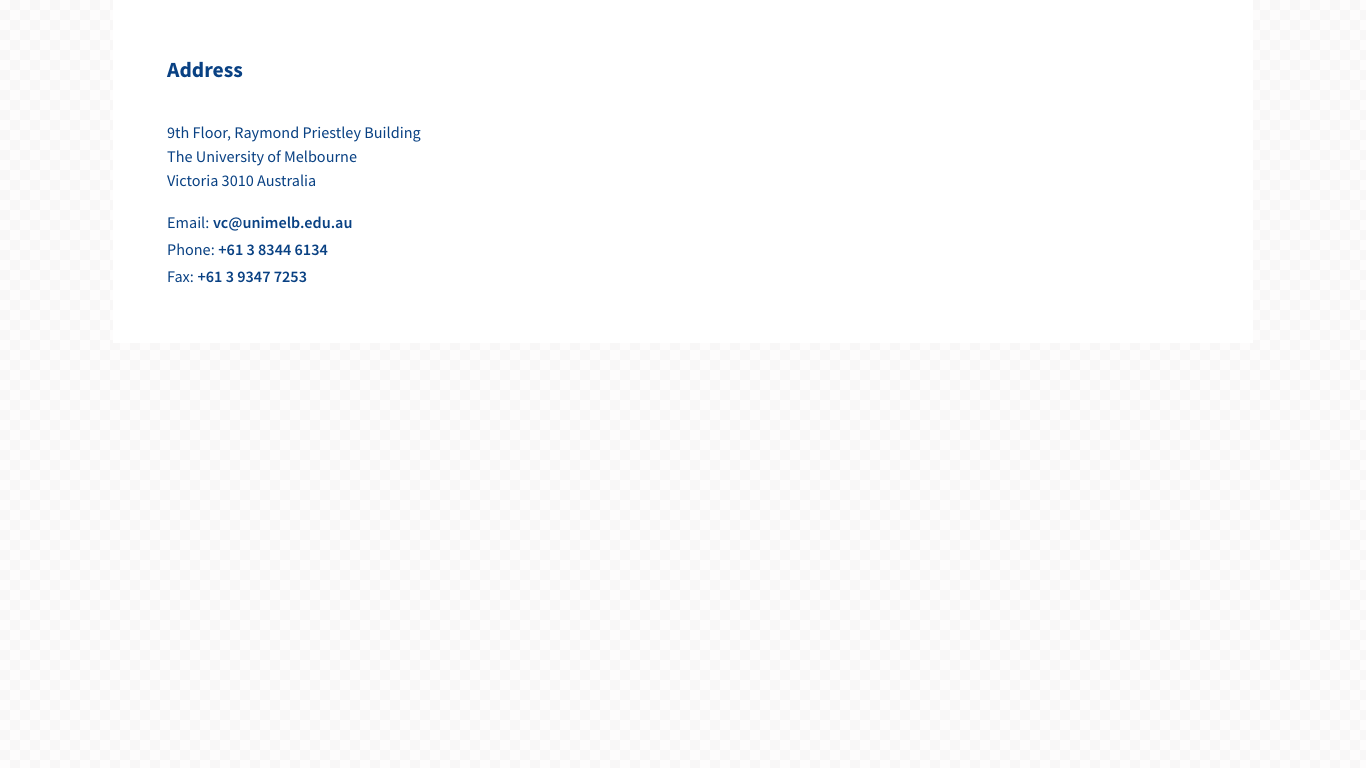 Address
9th Floor, Raymond Priestley Building
The University of Melbourne
Victoria 3010 Australia
Email: vc@unimelb.edu.au
Phone: +61 3 8344 6134
Fax: +61 3 9347 7253